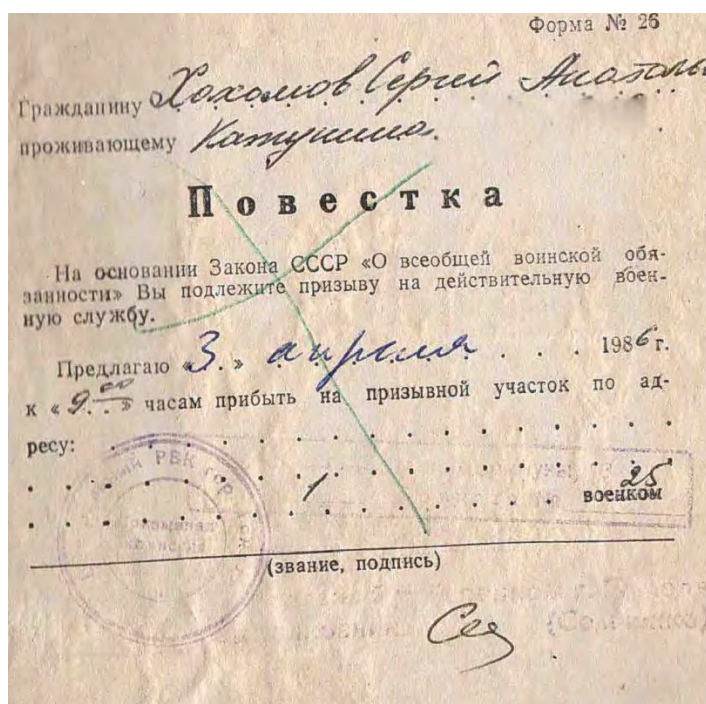 Форма № 26
Гражданину Хохомов Сергей Анатоль
проживающему
Повестка
На основании Закона СССР «О всеобщей воинской обя-
занности» Вы подлежите призыву на действительную воен-
ную службу.
Предлагаю «3.» апреля . . . 1986 г.
к «9.00» часам прибыть на призывной участок по ад-
ресу:
1 25
военком
(звание, подпись)